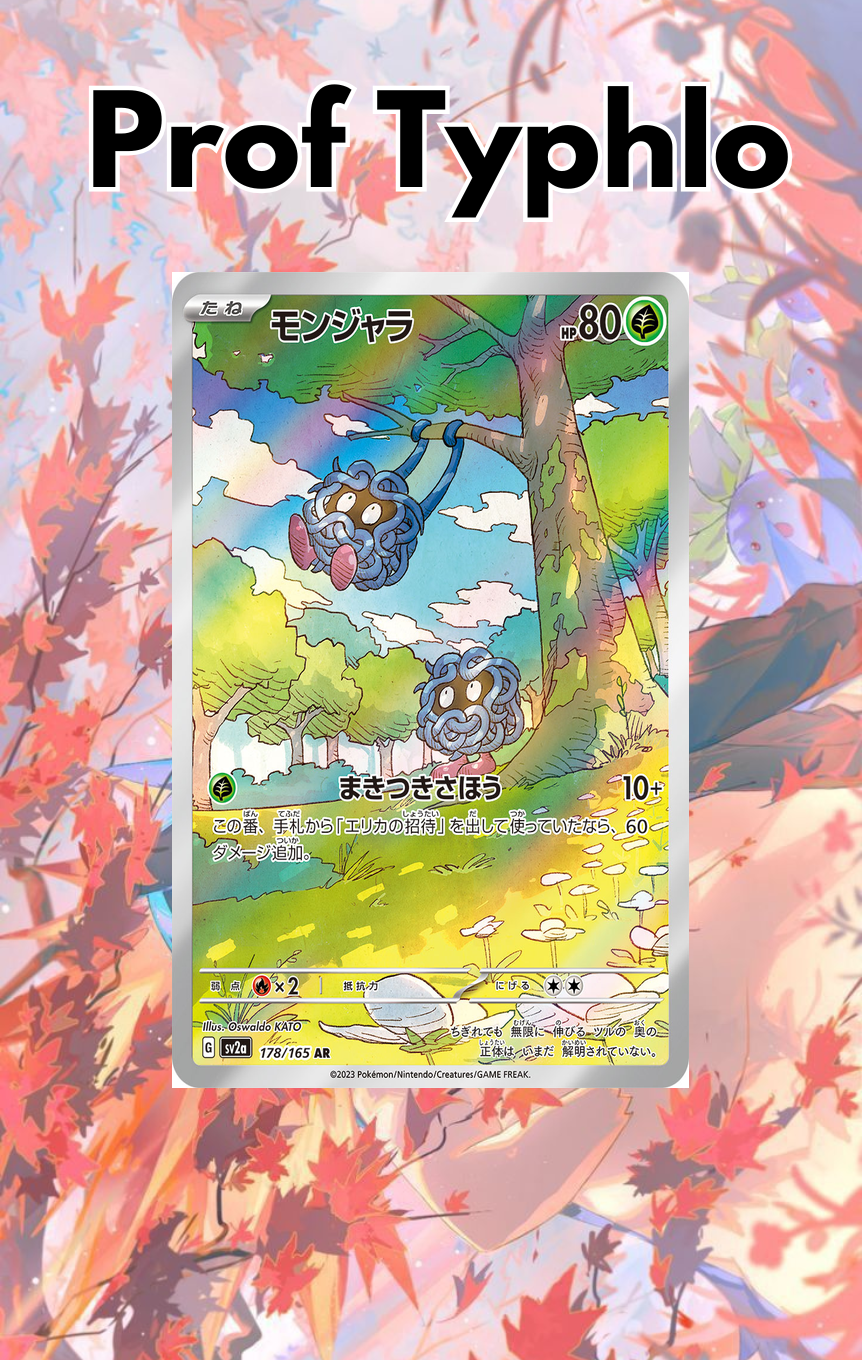 Prof Typhlo
たね
モンジャラ
HP 80
まきつきさほう 10+
この番、手札から「エリカの招待」を出して使っていたなら、60
ダメージ追加。
弱点 ×2 抵抗力 にげる
Illus. Oswaldo KATO
ちぎれても 無限に 伸びる ツルの 奥の
正体は、いまだ 解明されていない。
G sv2a 178/165 AR
©2023 Pokémon/Nintendo/Creatures/GAME FREAK.